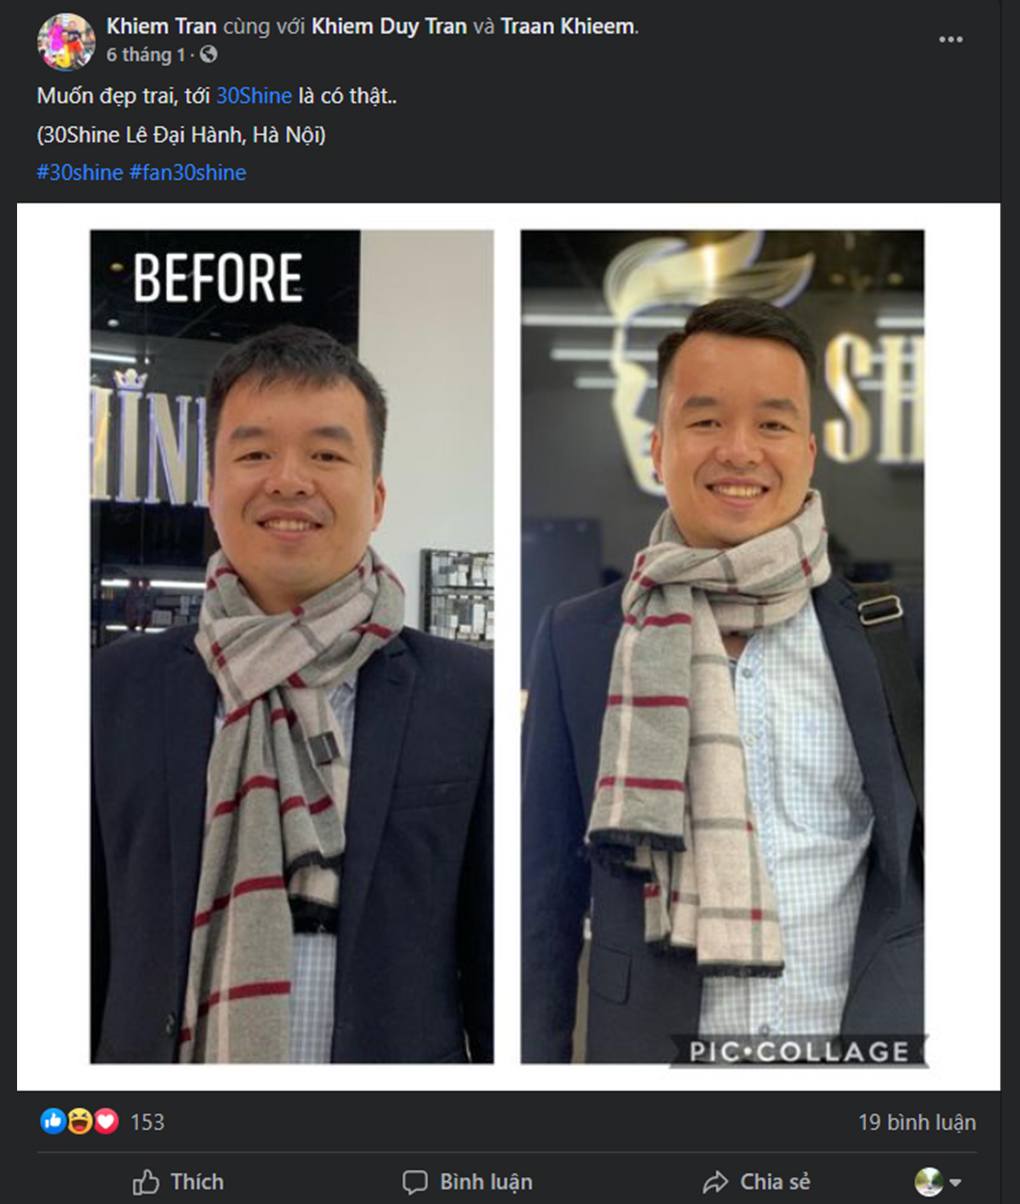 Khiem Tran cùng với Khiem Duy Tran và Traan Khieem.
6 tháng 1 ·
Muốn đẹp trai, tới 30Shine là có thật..
(30Shine Lê Đại Hành, Hà Nội)
#30shine #fan30shine
BEFORE
HINE
SH
PIC•COLLAGE
153
19 bình luận
Thích
Bình luận
Chia sẻ